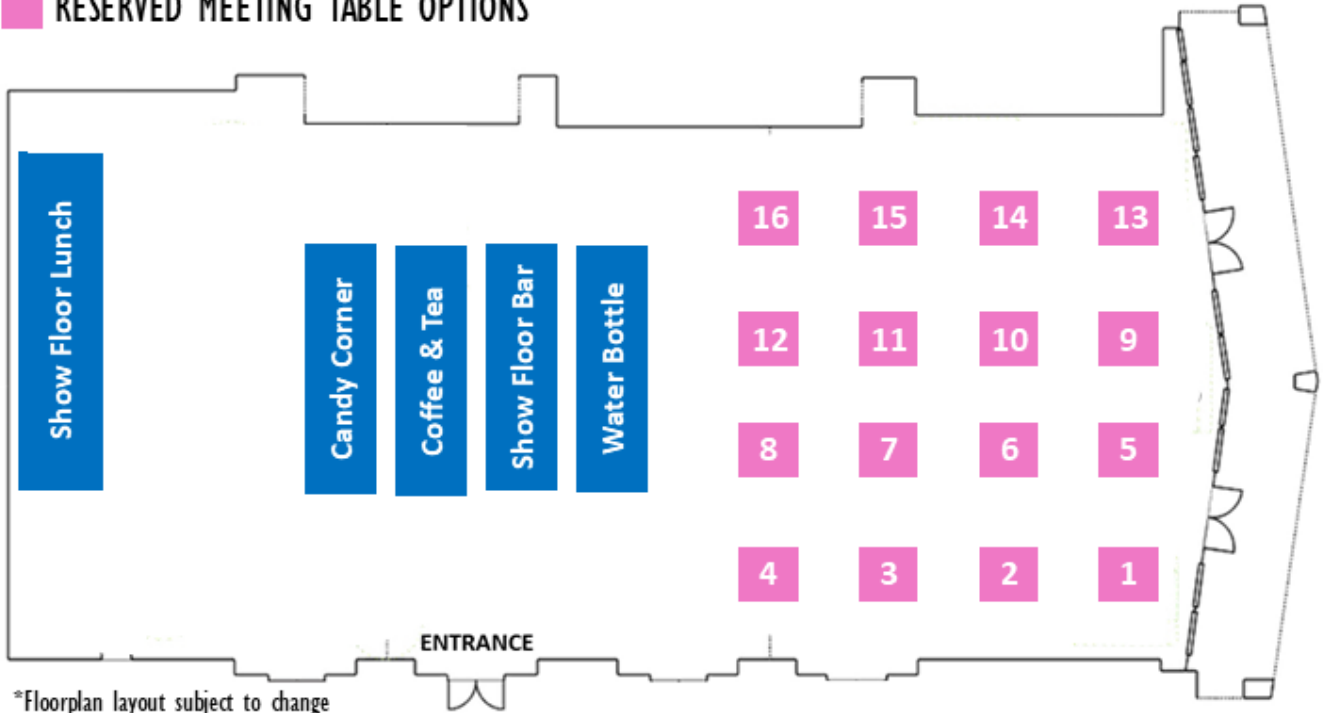 RESERVED MEETING TABLE OPTIONS
Show Floor Lunch
Candy Corner
Coffee & Tea
Show Floor Bar
Water Bottle
16 15 14 13
12 11 10 9
8 7 6 5
4 3 2 1
ENTRANCE
*Floorplan layout subject to change